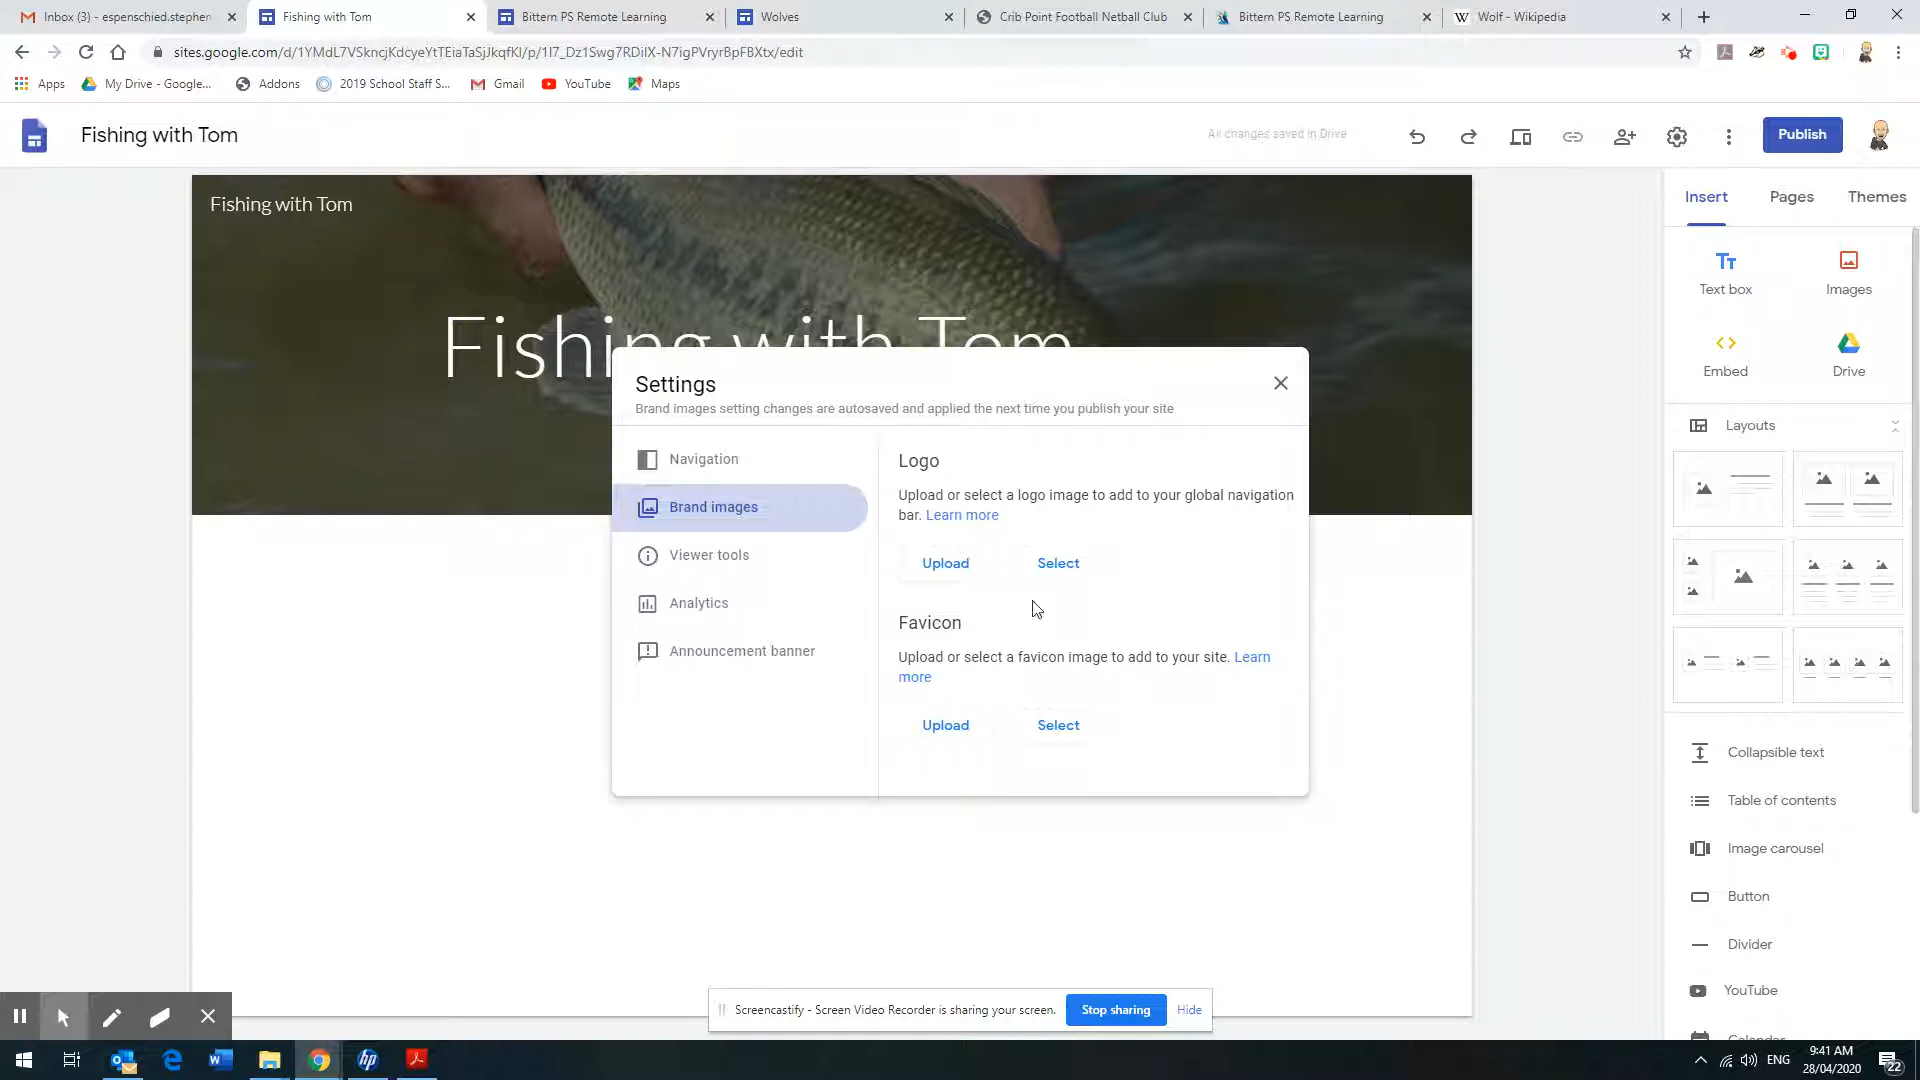 Inbox (3) - espenschied.stephen
Fishing with Tom
Bittern PS Remote Learning
Wolves
Crib Point Football Netball Club
Bittern PS Remote Learning
Wolf - Wikipedia
Apps
My Drive - Google...
Addons
2019 School Staff S...
Gmail
YouTube
Maps
Fishing with Tom
All changes saved in Drive
Publish
Fishing with Tom
Fishing with Tom
Insert
Pages
Themes
Text box
Images
Embed
Drive
Layouts
Collapsible text
Table of contents
Image carousel
Button
Divider
YouTube
Calendar
Settings
Brand images setting changes are autosaved and applied the next time you publish your site
Navigation
Brand images
Viewer tools
Analytics
Announcement banner
Logo
Upload or select a logo image to add to your global navigation
bar. Learn more
Upload
Select
Favicon
Upload or select a favicon image to add to your site. Learn
more
Upload
Select
Screencastify - Screen Video Recorder is sharing your screen.
Stop sharing
Hide
ENG
9:41 AM
28/04/2020
22